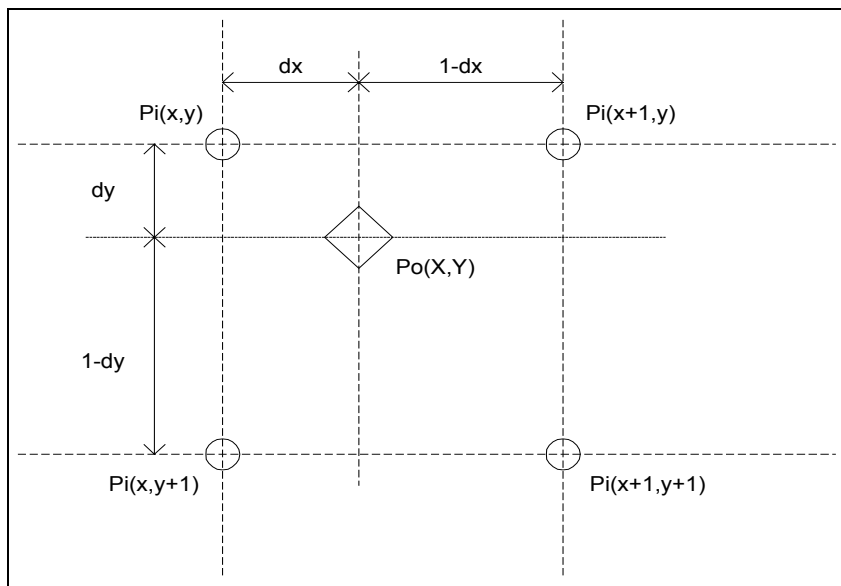 dx
1-dx
Pi(x,y)
Pi(x+1,y)
dy
Po(X,Y)
1-dy
Pi(x,y+1)
Pi(x+1,y+1)